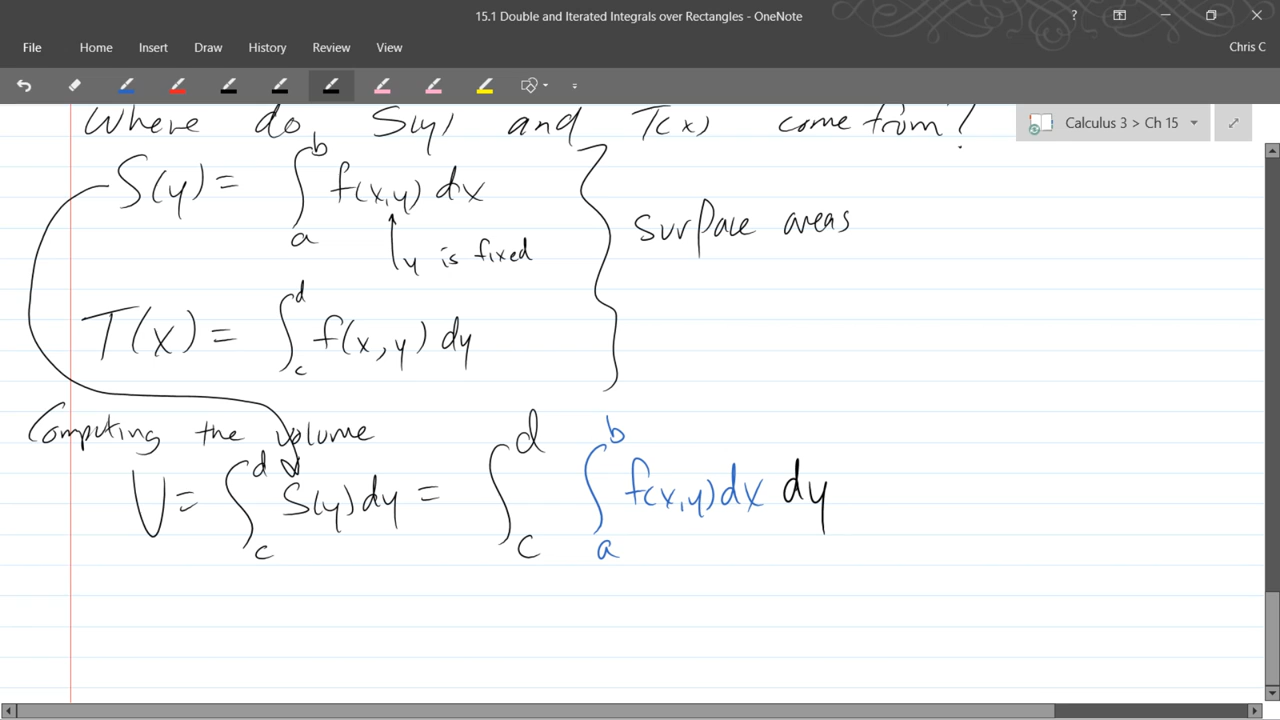 15.1 Double and Iterated Integrals over Rectangles - OneNote
?
File Home Insert Draw History Review View
Chris C
Where do S(y) and T(x) come from?
Calculus 3 > Ch 15
S(y) = ∫_a^b f(x,y) dx
y is fixed
surface areas
T(x) = ∫_c^d f(x,y) dy
Computing the volume
V = ∫_c^d S(y) dy = ∫_c^d ∫_a^b f(x,y) dx dy